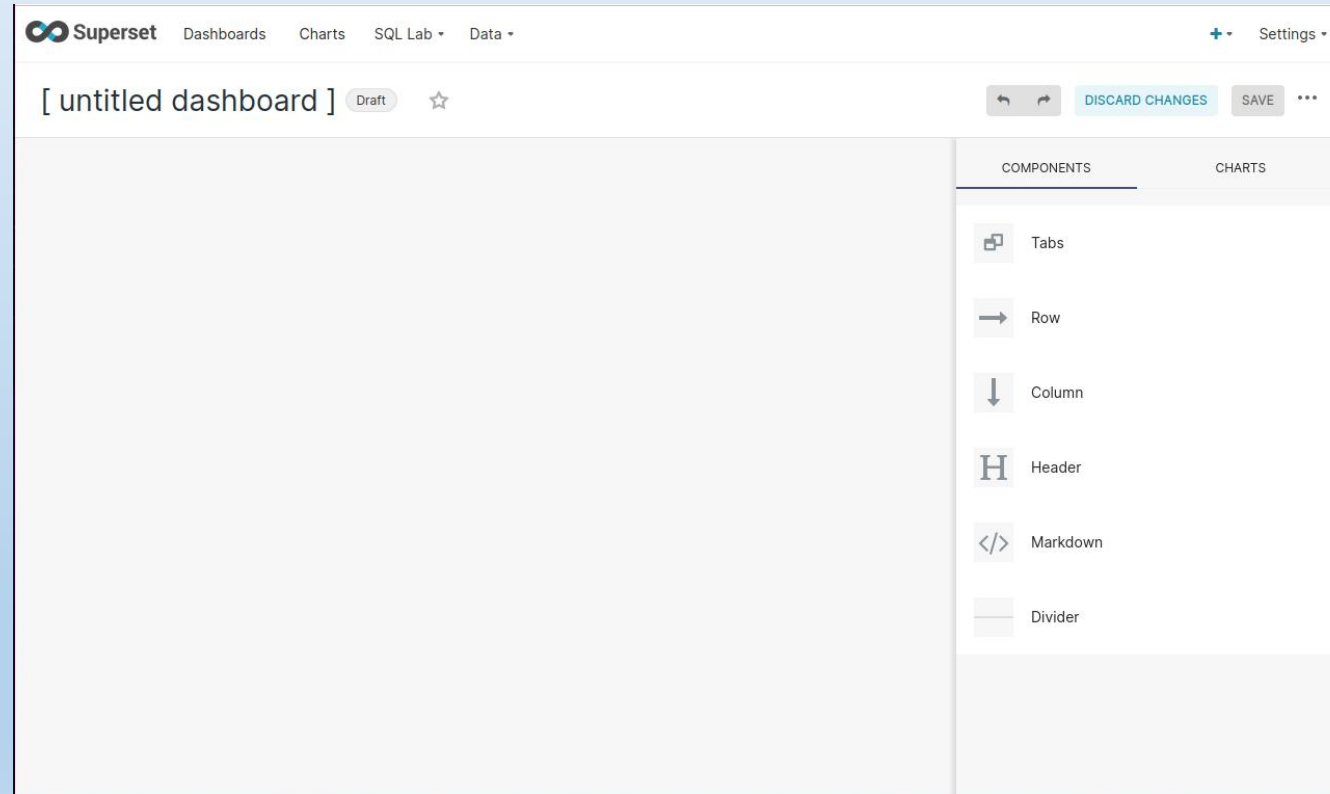 Superset Dashboards Charts SQL Lab Data + Settings
[ untitled dashboard ] Draft DISCARD CHANGES SAVE ...
COMPONENTS CHARTS
Tabs
Row
Column
H Header
</> Markdown
Divider